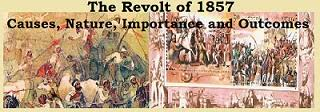 The Revolt of 1857
Causes, Nature, Importance and Outcomes